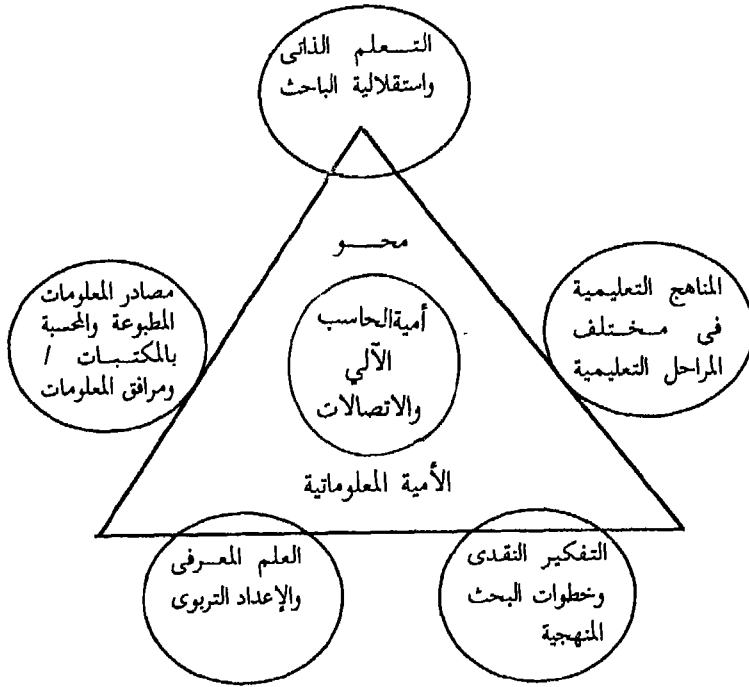 التعلم الذاتى
واستقلالية الباحث
محو
المناهج التعليمية
فى مختلف
المراحل التعليمية
أمية الحاسب
الآلي
والاتصالات
مصادر المعلومات
المطبوعة والمحسبة
بالمكتبات /
ومرافق المعلومات
الأمية المعلوماتية
التفكير النقدى
وخطوات البحث
المنهجية
العلم المعرفى
والإعداد التربوى